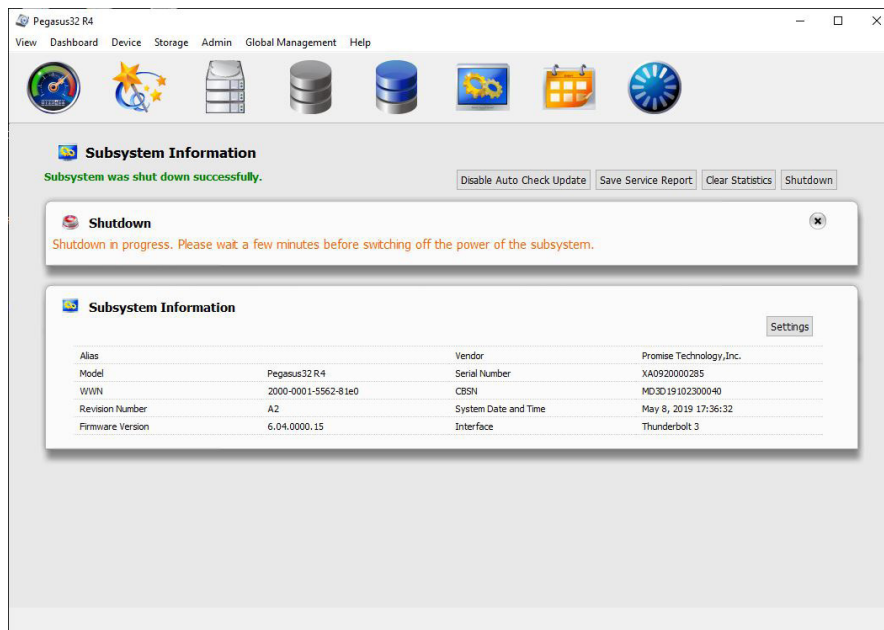 Pegasus32 R4
View Dashboard Device Storage Admin Global Management Help
Subsystem Information
Subsystem was shut down successfully.
Disable Auto Check Update Save Service Report Clear Statistics Shutdown
Shutdown
Shutdown in progress. Please wait a few minutes before switching off the power of the subsystem.
Subsystem Information
Settings
Alias Vendor Promise Technology,Inc.
Model Pegasus32 R4 Serial Number XA0920000285
WWN 2000-0001-5562-81e0 CBSN MD3D19102300040
Revision Number A2 System Date and Time May 8, 2019 17:36:32
Firmware Version 6.04.0000.15 Interface Thunderbolt 3